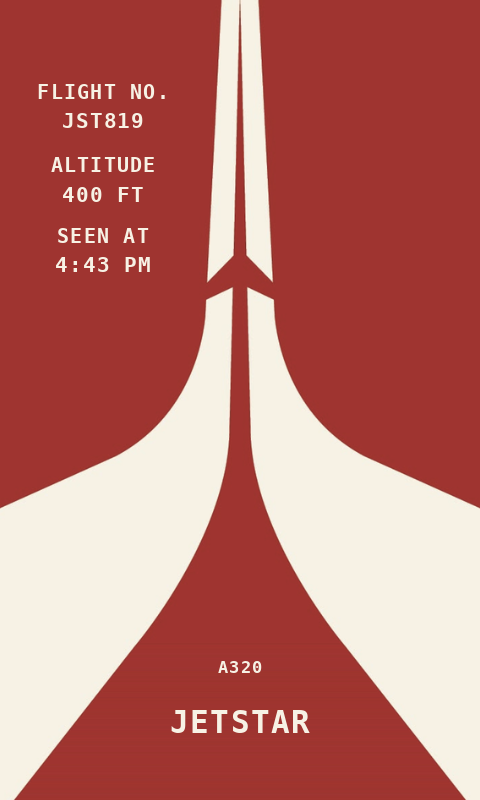 FLIGHT NO.
JST819
ALTITUDE
400 FT
SEEN AT
4:43 PM
A320
JETSTAR